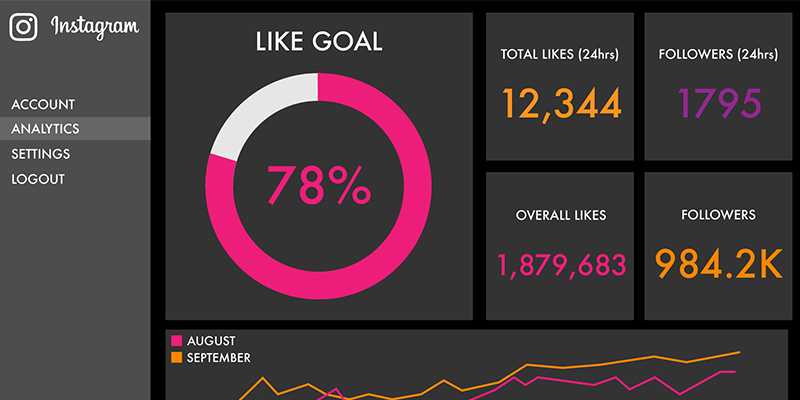 Instagram
ACCOUNT
ANALYTICS
SETTINGS
LOGOUT
LIKE GOAL
78%
TOTAL LIKES (24hrs)
12,344
FOLLOWERS (24hrs)
1795
OVERALL LIKES
1,879,683
FOLLOWERS
984.2K
AUGUST
SEPTEMBER